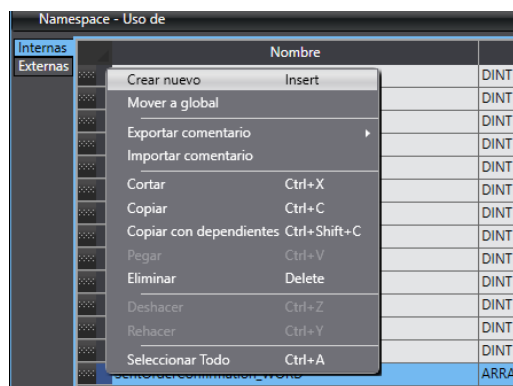 Namespace - Uso de
Internas
Externas
Nombre
DINT
Crear nuevo Insert
DINT
Mover a global
DINT
Exportar comentario
DINT
Importar comentario
DINT
Cortar Ctrl+X
DINT
Copiar Ctrl+C
DINT
Copiar con dependientes Ctrl+Shift+C
DINT
Pegar Ctrl+V
DINT
Eliminar Delete
DINT
Deshacer Ctrl+Z
DINT
Rehacer Ctrl+Y
DINT
Seleccionar Todo Ctrl+A
DINT
SentOrderConfirmation_WORD
ARRA